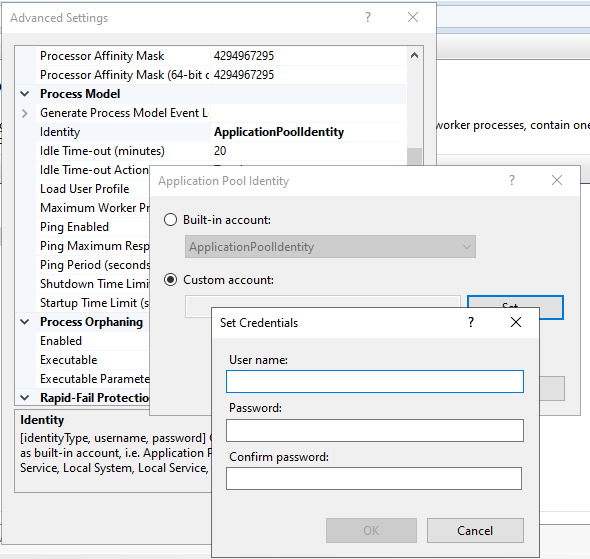 Advanced Settings
Processor Affinity Mask 4294967295
Processor Affinity Mask (64-bit c 4294967295
Process Model
Generate Process Model Event L
Identity ApplicationPoolIdentity
worker processes, contain one
Idle Time-out (minutes) 20
Idle Time-out Action
Load User Profile
Maximum Worker Pr
Ping Enabled
Ping Maximum Resp
Ping Period (seconds
Shutdown Time Limi
Startup Time Limit (s
Process Orphaning
Enabled
Executable
Executable Paramete
Rapid-Fail Protectio
Identity
[identityType, username, password] C
as built-in account, i.e. Application P
Service, Local System, Local Service,
Application Pool Identity
Built-in account:
ApplicationPoolIdentity
Custom account:
Set...
Set Credentials
User name:
Password:
Confirm password:
OK Cancel